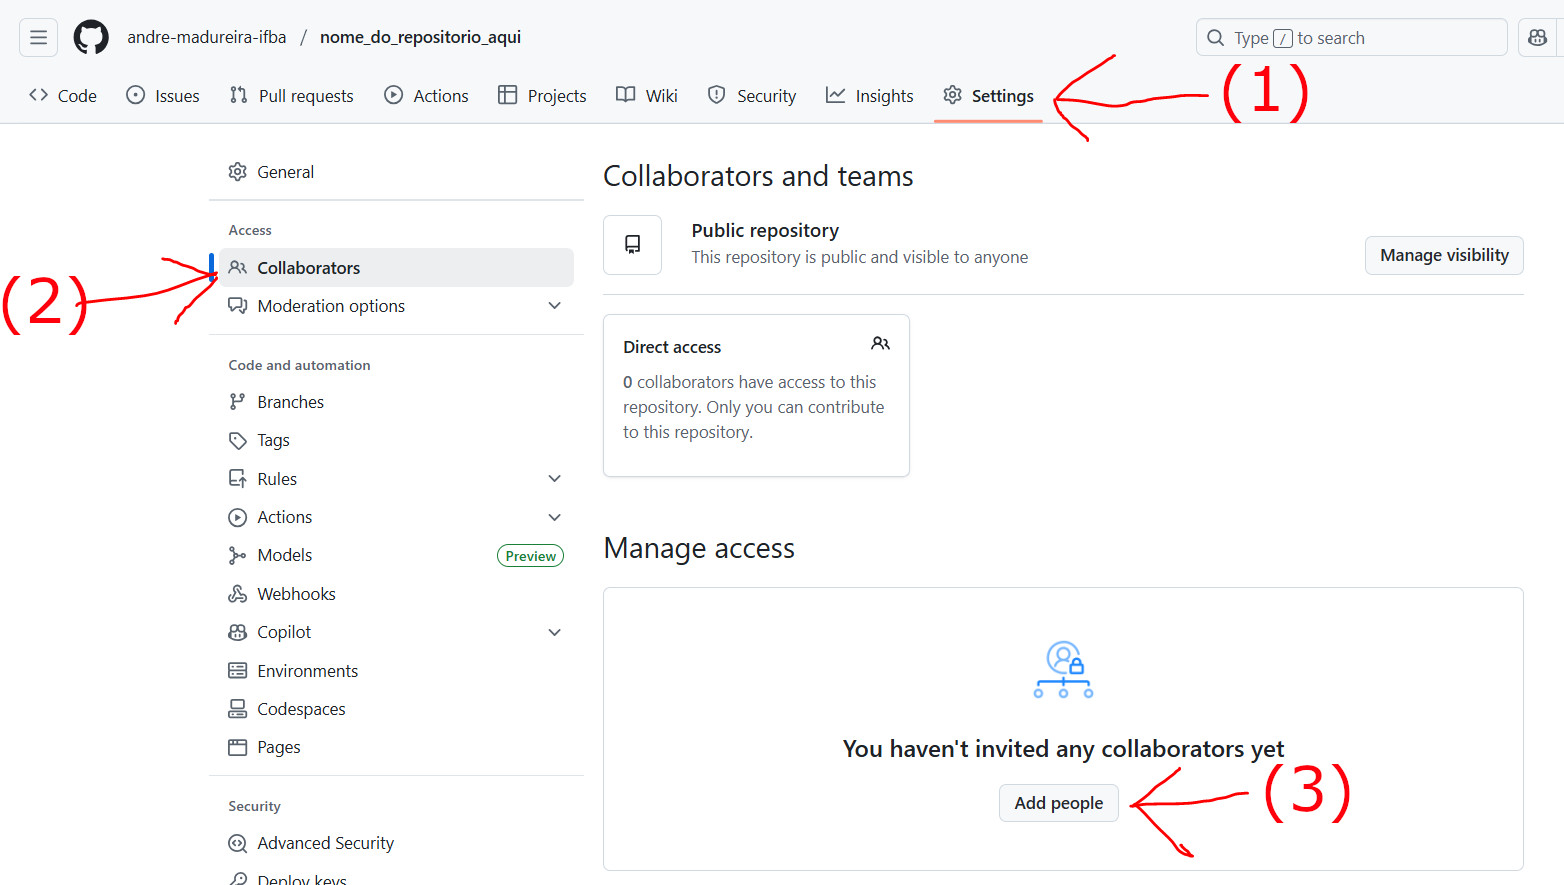 andre-madureira-ifba / nome_do_repositorio_aqui
Type / to search
Code Issues Pull requests Actions Projects Wiki Security Insights Settings
(1)
General
Access
Collaborators
(2)
Moderation options
Code and automation
Branches
Tags
Rules
Actions
Models Preview
Webhooks
Copilot
Environments
Codespaces
Pages
Security
Advanced Security
Deploy keys
Collaborators and teams
Public repository
This repository is public and visible to anyone
Manage visibility
Direct access
0 collaborators have access to this
repository. Only you can contribute
to this repository.
Manage access
You haven't invited any collaborators yet
Add people
(3)